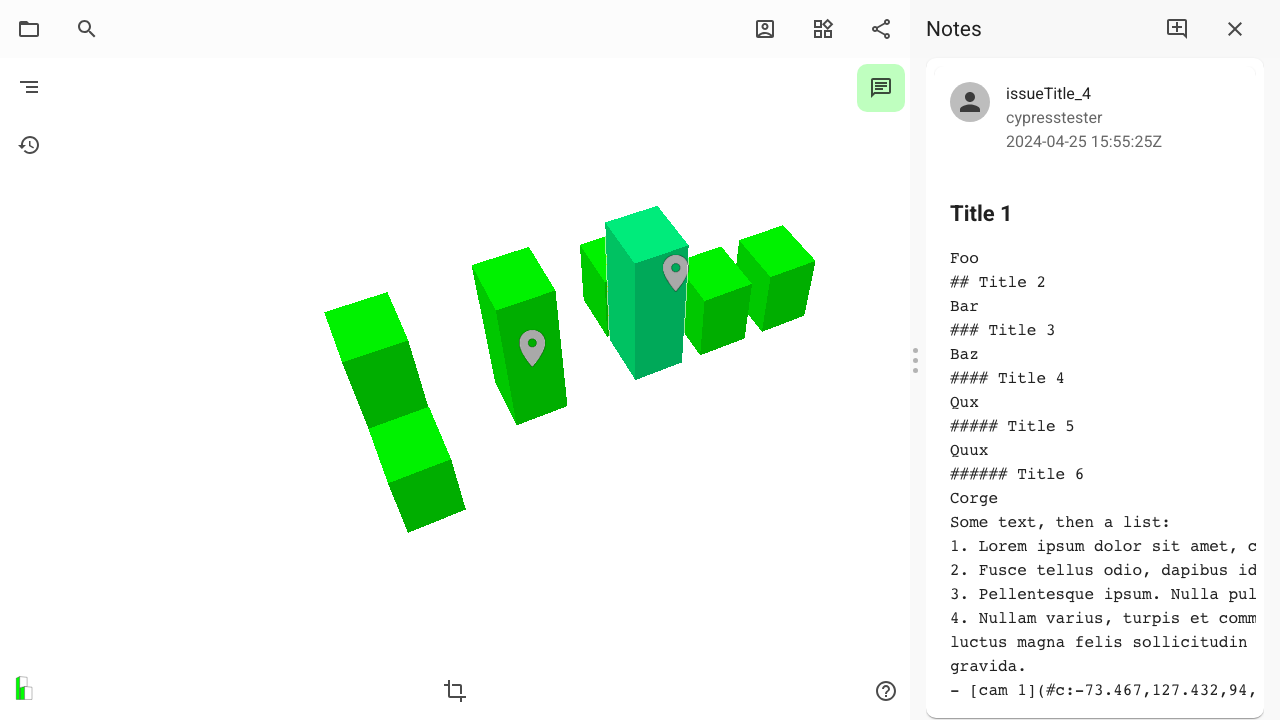 Notes
issueTitle_4
cypresstester
2024-04-25 15:55:25Z
Title 1
Foo
## Title 2
Bar
### Title 3
Baz
#### Title 4
Qux
##### Title 5
Quux
###### Title 6
Corge
Some text, then a list:
1. Lorem ipsum dolor sit amet, c
2. Fusce tellus odio, dapibus id
3. Pellentesque ipsum. Nulla pul
4. Nullam varius, turpis et comm
luctus magna felis sollicitudin
gravida.
- [cam 1](#c:-73.467,127.432,94,